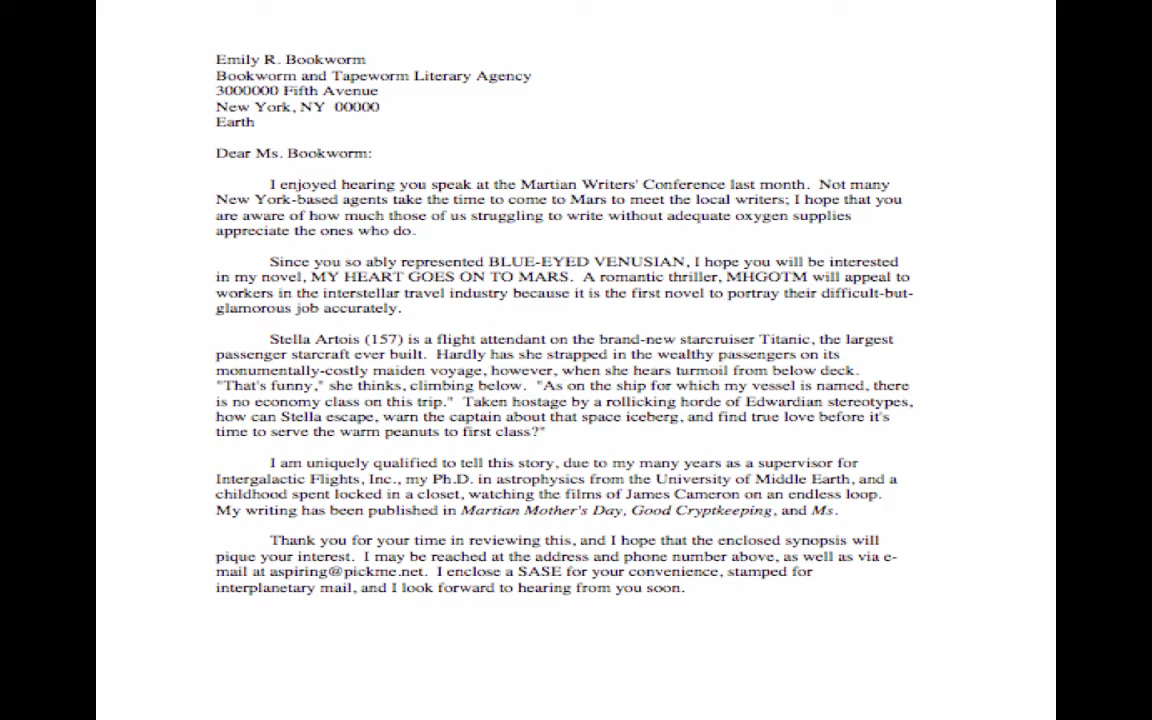 Emily R. Bookworm
Bookworm and Tapeworm Literary Agency
3000000 Fifth Avenue
New York, NY  00000
Earth
Dear Ms. Bookworm:
I enjoyed hearing you speak at the Martian Writers' Conference last month.  Not many
New York-based agents take the time to come to Mars to meet the local writers; I hope that you
are aware of how much those of us struggling to write without adequate oxygen supplies
appreciate the ones who do.
Since you so ably represented BLUE-EYED VENUSIAN, I hope you will be interested
in my novel, MY HEART GOES ON TO MARS.  A romantic thriller, MHGOTM will appeal to
workers in the interstellar travel industry because it is the first novel to portray their difficult-but-
glamorous job accurately.
Stella Artois (157) is a flight attendant on the brand-new starcruiser Titanic, the largest
passenger starcraft ever built.  Hardly has she strapped in the wealthy passengers on its
monumentally-costly maiden voyage, however, when she hears turmoil from below deck.
"That's funny," she thinks, climbing below.  "As on the ship for which my vessel is named, there
is no economy class on this trip."  Taken hostage by a rollicking horde of Edwardian stereotypes,
how can Stella escape, warn the captain about that space iceberg, and find true love before it's
time to serve the warm peanuts to first class?"
I am uniquely qualified to tell this story, due to my many years as a supervisor for
Intergalactic Flights, Inc., my Ph.D. in astrophysics from the University of Middle Earth, and a
childhood spent locked in a closet, watching the films of James Cameron on an endless loop.
My writing has been published in Martian Mother's Day, Good Cryptkeeping, and Ms.
Thank you for your time in reviewing this, and I hope that the enclosed synopsis will
pique your interest.  I may be reached at the address and phone number above, as well as via e-
mail at aspiring@pickme.net.  I enclose a SASE for your convenience, stamped for
interplanetary mail, and I look forward to hearing from you soon.